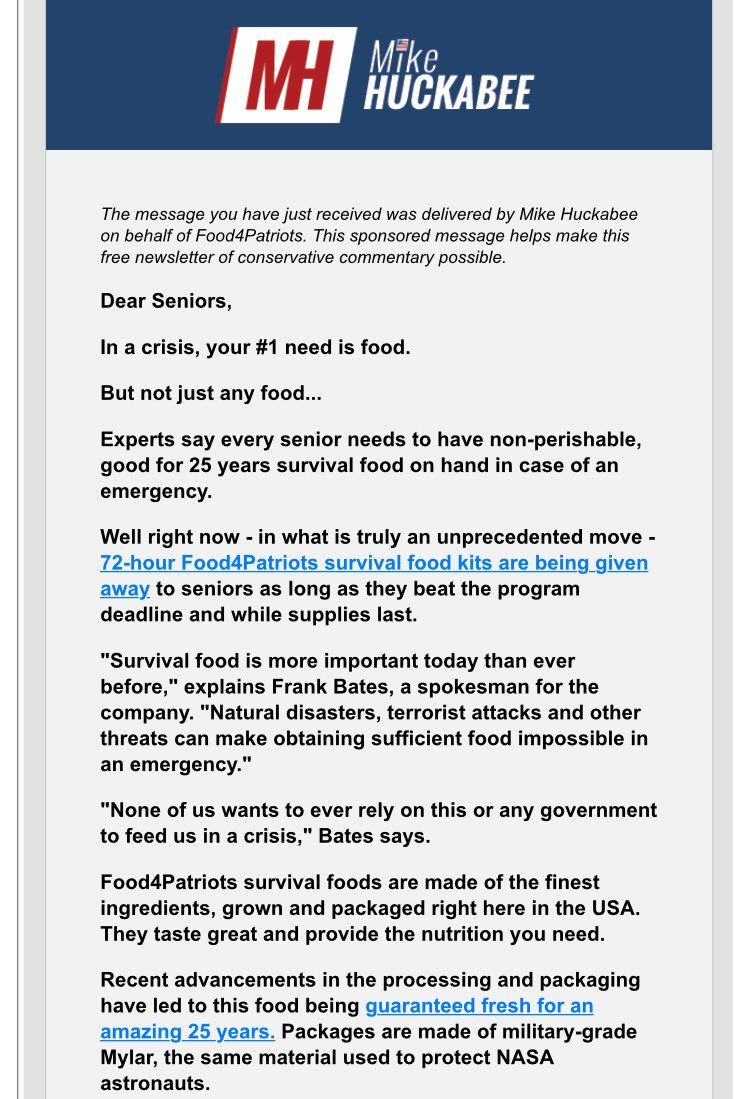 MH Mike
HUCKABEE
The message you have just received was delivered by Mike Huckabee
on behalf of Food4Patriots. This sponsored message helps make this
free newsletter of conservative commentary possible.
Dear Seniors,
In a crisis, your #1 need is food.
But not just any food...
Experts say every senior needs to have non-perishable,
good for 25 years survival food on hand in case of an
emergency.
Well right now - in what is truly an unprecedented move -
72-hour Food4Patriots survival food kits are being given
away to seniors as long as they beat the program
deadline and while supplies last.
"Survival food is more important today than ever
before," explains Frank Bates, a spokesman for the
company. "Natural disasters, terrorist attacks and other
threats can make obtaining sufficient food impossible in
an emergency."
"None of us wants to ever rely on this or any government
to feed us in a crisis," Bates says.
Food4Patriots survival foods are made of the finest
ingredients, grown and packaged right here in the USA.
They taste great and provide the nutrition you need.
Recent advancements in the processing and packaging
have led to this food being guaranteed fresh for an
amazing 25 years. Packages are made of military-grade
Mylar, the same material used to protect NASA
astronauts.